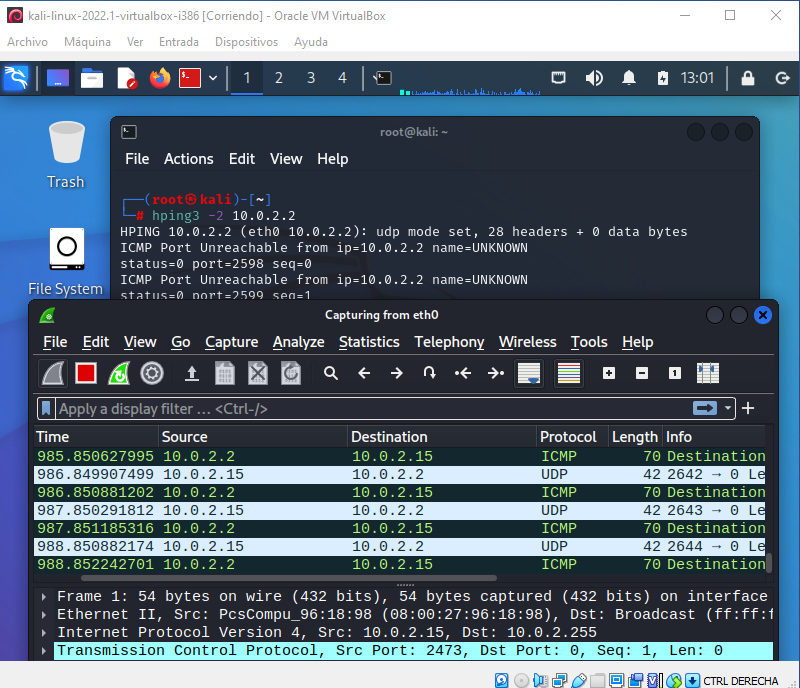 kali-linux-2022.1-virtualbox-i386 [Corriendo] - Oracle VM VirtualBox
Archivo Máquina Ver Entrada Dispositivos Ayuda
1 2 3 4 13:01
Trash
File System
root@kali: ~
File Actions Edit View Help
┌──(root㉿kali)-[~]
└─# hping3 -2 10.0.2.2
HPING 10.0.2.2 (eth0 10.0.2.2): udp mode set, 28 headers + 0 data bytes
ICMP Port Unreachable from ip=10.0.2.2 name=UNKNOWN
status=0 port=2598 seq=0
ICMP Port Unreachable from ip=10.0.2.2 name=UNKNOWN
status=0 port=2599 seq=1
Capturing from eth0
File Edit View Go Capture Analyze Statistics Telephony Wireless Tools Help
Apply a display filter ... <Ctrl-/>
Time Source Destination Protocol Length Info
985.850627995 10.0.2.2 10.0.2.15 ICMP 70 Destination
986.849907499 10.0.2.15 10.0.2.2 UDP 42 2642 → 0 Le
986.850881202 10.0.2.2 10.0.2.15 ICMP 70 Destination
987.850291812 10.0.2.15 10.0.2.2 UDP 42 2643 → 0 Le
987.851185316 10.0.2.2 10.0.2.15 ICMP 70 Destination
988.850882174 10.0.2.15 10.0.2.2 UDP 42 2644 → 0 Le
988.852242701 10.0.2.2 10.0.2.15 ICMP 70 Destination
Frame 1: 54 bytes on wire (432 bits), 54 bytes captured (432 bits) on interface
Ethernet II, Src: PcsCompu_96:18:98 (08:00:27:96:18:98), Dst: Broadcast (ff:ff:f
Internet Protocol Version 4, Src: 10.0.2.15, Dst: 10.0.2.255
Transmission Control Protocol, Src Port: 2473, Dst Port: 0, Seq: 1, Len: 0
CTRL DERECHA